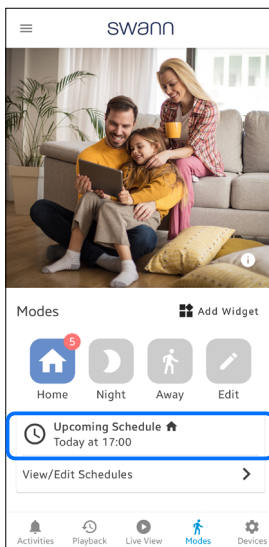 swann
Modes
Add Widget
5
Home Night Away Edit
Upcoming Schedule
Today at 17:00
View/Edit Schedules
Activities Playback Live View Modes Devices